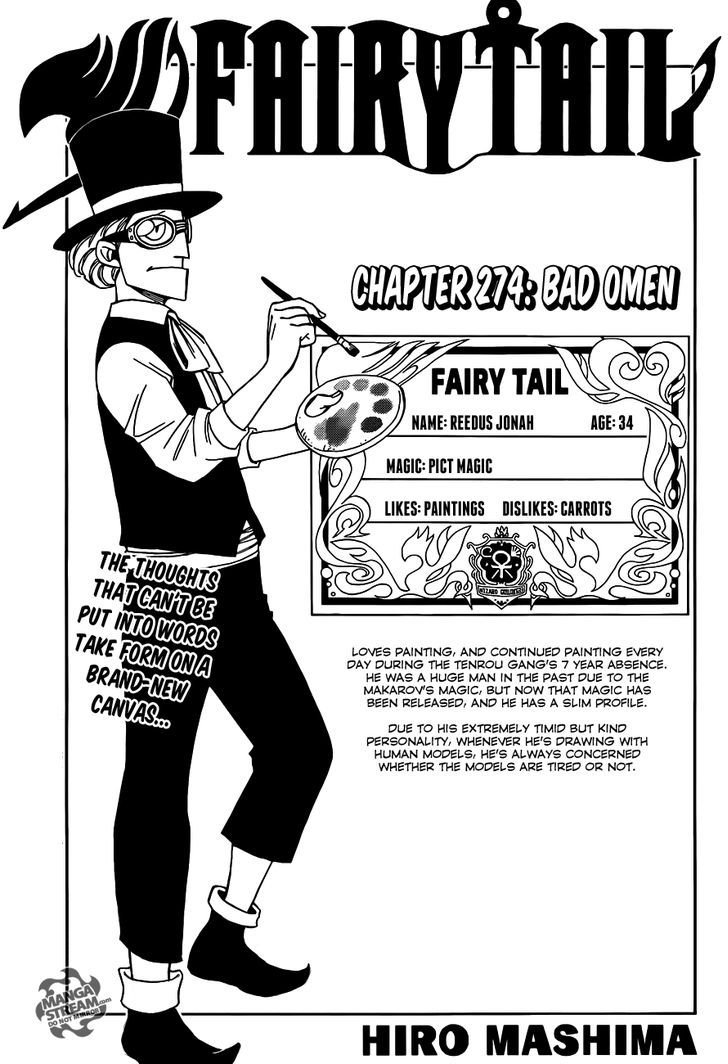 FAIRY TAIL
CHAPTER 274: BAD OMEN
FAIRY TAIL
NAME: REEDUS JONAH AGE: 34
MAGIC: PICT MAGIC
LIKES: PAINTINGS DISLIKES: CARROTS
THE THOUGHTS
THAT CAN'T BE
PUT INTO WORDS
TAKE FORM ON A
BRAND-NEW
CANVAS...
LOVES PAINTING, AND CONTINUED PAINTING EVERY
DAY DURING THE TENROU GANG'S 7 YEAR ABSENCE.
HE WAS A HUGE MAN IN THE PAST DUE TO THE
MAKAROV'S MAGIC, BUT NOW THAT MAGIC HAS
BEEN RELEASED, AND HE HAS A SLIM PROFILE.
DUE TO HIS EXTREMELY TIMID BUT KIND
PERSONALITY, WHENEVER HE'S DRAWING WITH
HUMAN MODELS, HE'S ALWAYS CONCERNED
WHETHER THE MODELS ARE TIRED OR NOT.
MANGA
STREAM.com
DO NOT MIRROR
HIRO MASHIMA